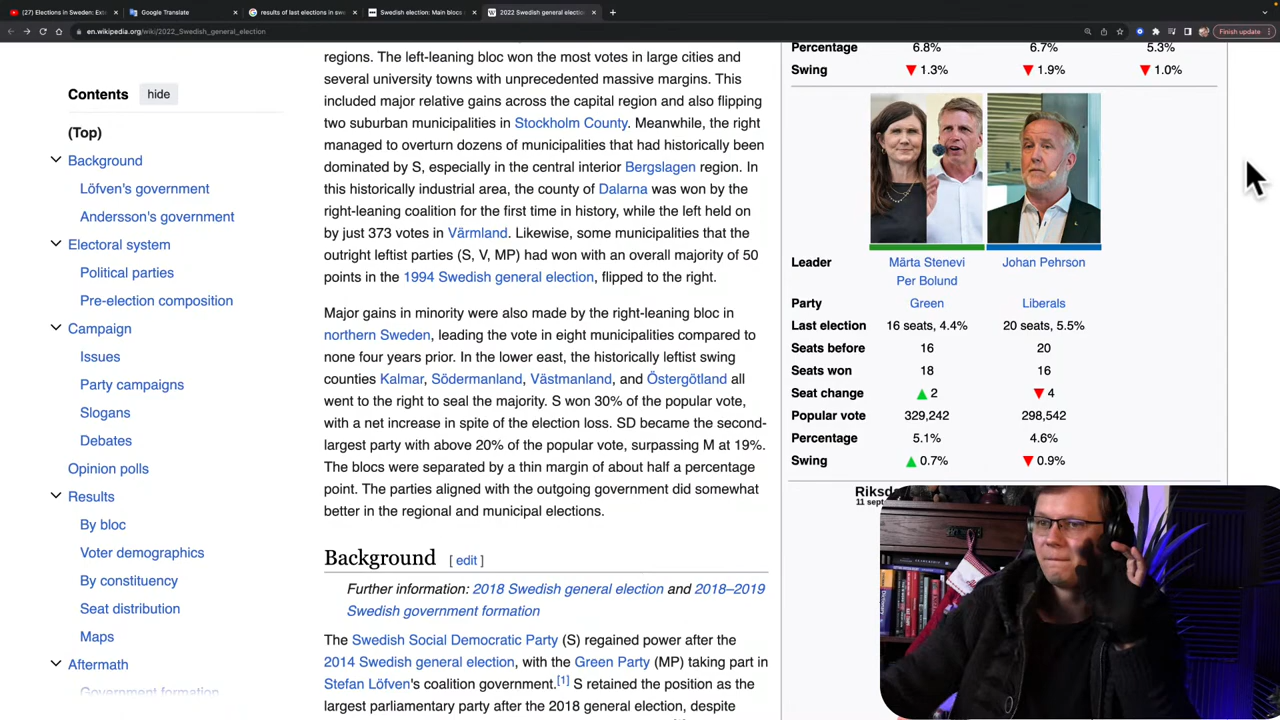 (27) Elections in Sweden: Ext
Google Translate
results of last elections in swe
Swedish election: Main blocs
2022 Swedish general election
Finish update
en.wikipedia.org/wiki/2022_Swedish_general_election
Contents
hide
(Top)
Background
Löfven's government
Andersson's government
Electoral system
Political parties
Pre-election composition
Campaign
Issues
Party campaigns
Slogans
Debates
Opinion polls
Results
By bloc
Voter demographics
By constituency
Seat distribution
Maps
Aftermath
Government formation
regions. The left-leaning bloc won the most votes in large cities and
several university towns with unprecedented massive margins. This
included major relative gains across the capital region and also flipping
two suburban municipalities in Stockholm County. Meanwhile, the right
managed to overturn dozens of municipalities that had historically been
dominated by S, especially in the central interior Bergslagen region. In
this historically industrial area, the county of Dalarna was won by the
right-leaning coalition for the first time in history, while the left held on
by just 373 votes in Värmland. Likewise, some municipalities that the
outright leftist parties (S, V, MP) had won with an overall majority of 50
points in the 1994 Swedish general election, flipped to the right.
Major gains in minority were also made by the right-leaning bloc in
northern Sweden, leading the vote in eight municipalities compared to
none four years prior. In the lower east, the historically leftist swing
counties Kalmar, Södermanland, Västmanland, and Östergötland all
went to the right to seal the majority. S won 30% of the popular vote,
with a net increase in spite of the election loss. SD became the second-
largest party with above 20% of the popular vote, surpassing M at 19%.
The blocs were separated by a thin margin of about half a percentage
point. The parties aligned with the outgoing government did somewhat
better in the regional and municipal elections.
Background [ edit ]
Further information: 2018 Swedish general election and 2018–2019
Swedish government formation
The Swedish Social Democratic Party (S) regained power after the
2014 Swedish general election, with the Green Party (MP) taking part in
Stefan Löfven's coalition government.[1] S retained the position as the
largest parliamentary party after the 2018 general election, despite
Percentage 6.8% 6.7% 5.3%
Swing ▼ 1.3% ▼ 1.9% ▼ 1.0%
Leader Märta Stenevi Johan Pehrson
Per Bolund
Party Green Liberals
Last election 16 seats, 4.4% 20 seats, 5.5%
Seats before 16 20
Seats won 18 16
Seat change ▲ 2 ▼ 4
Popular vote 329,242 298,542
Percentage 5.1% 4.6%
Swing ▲ 0.7% ▼ 0.9%
11 sept